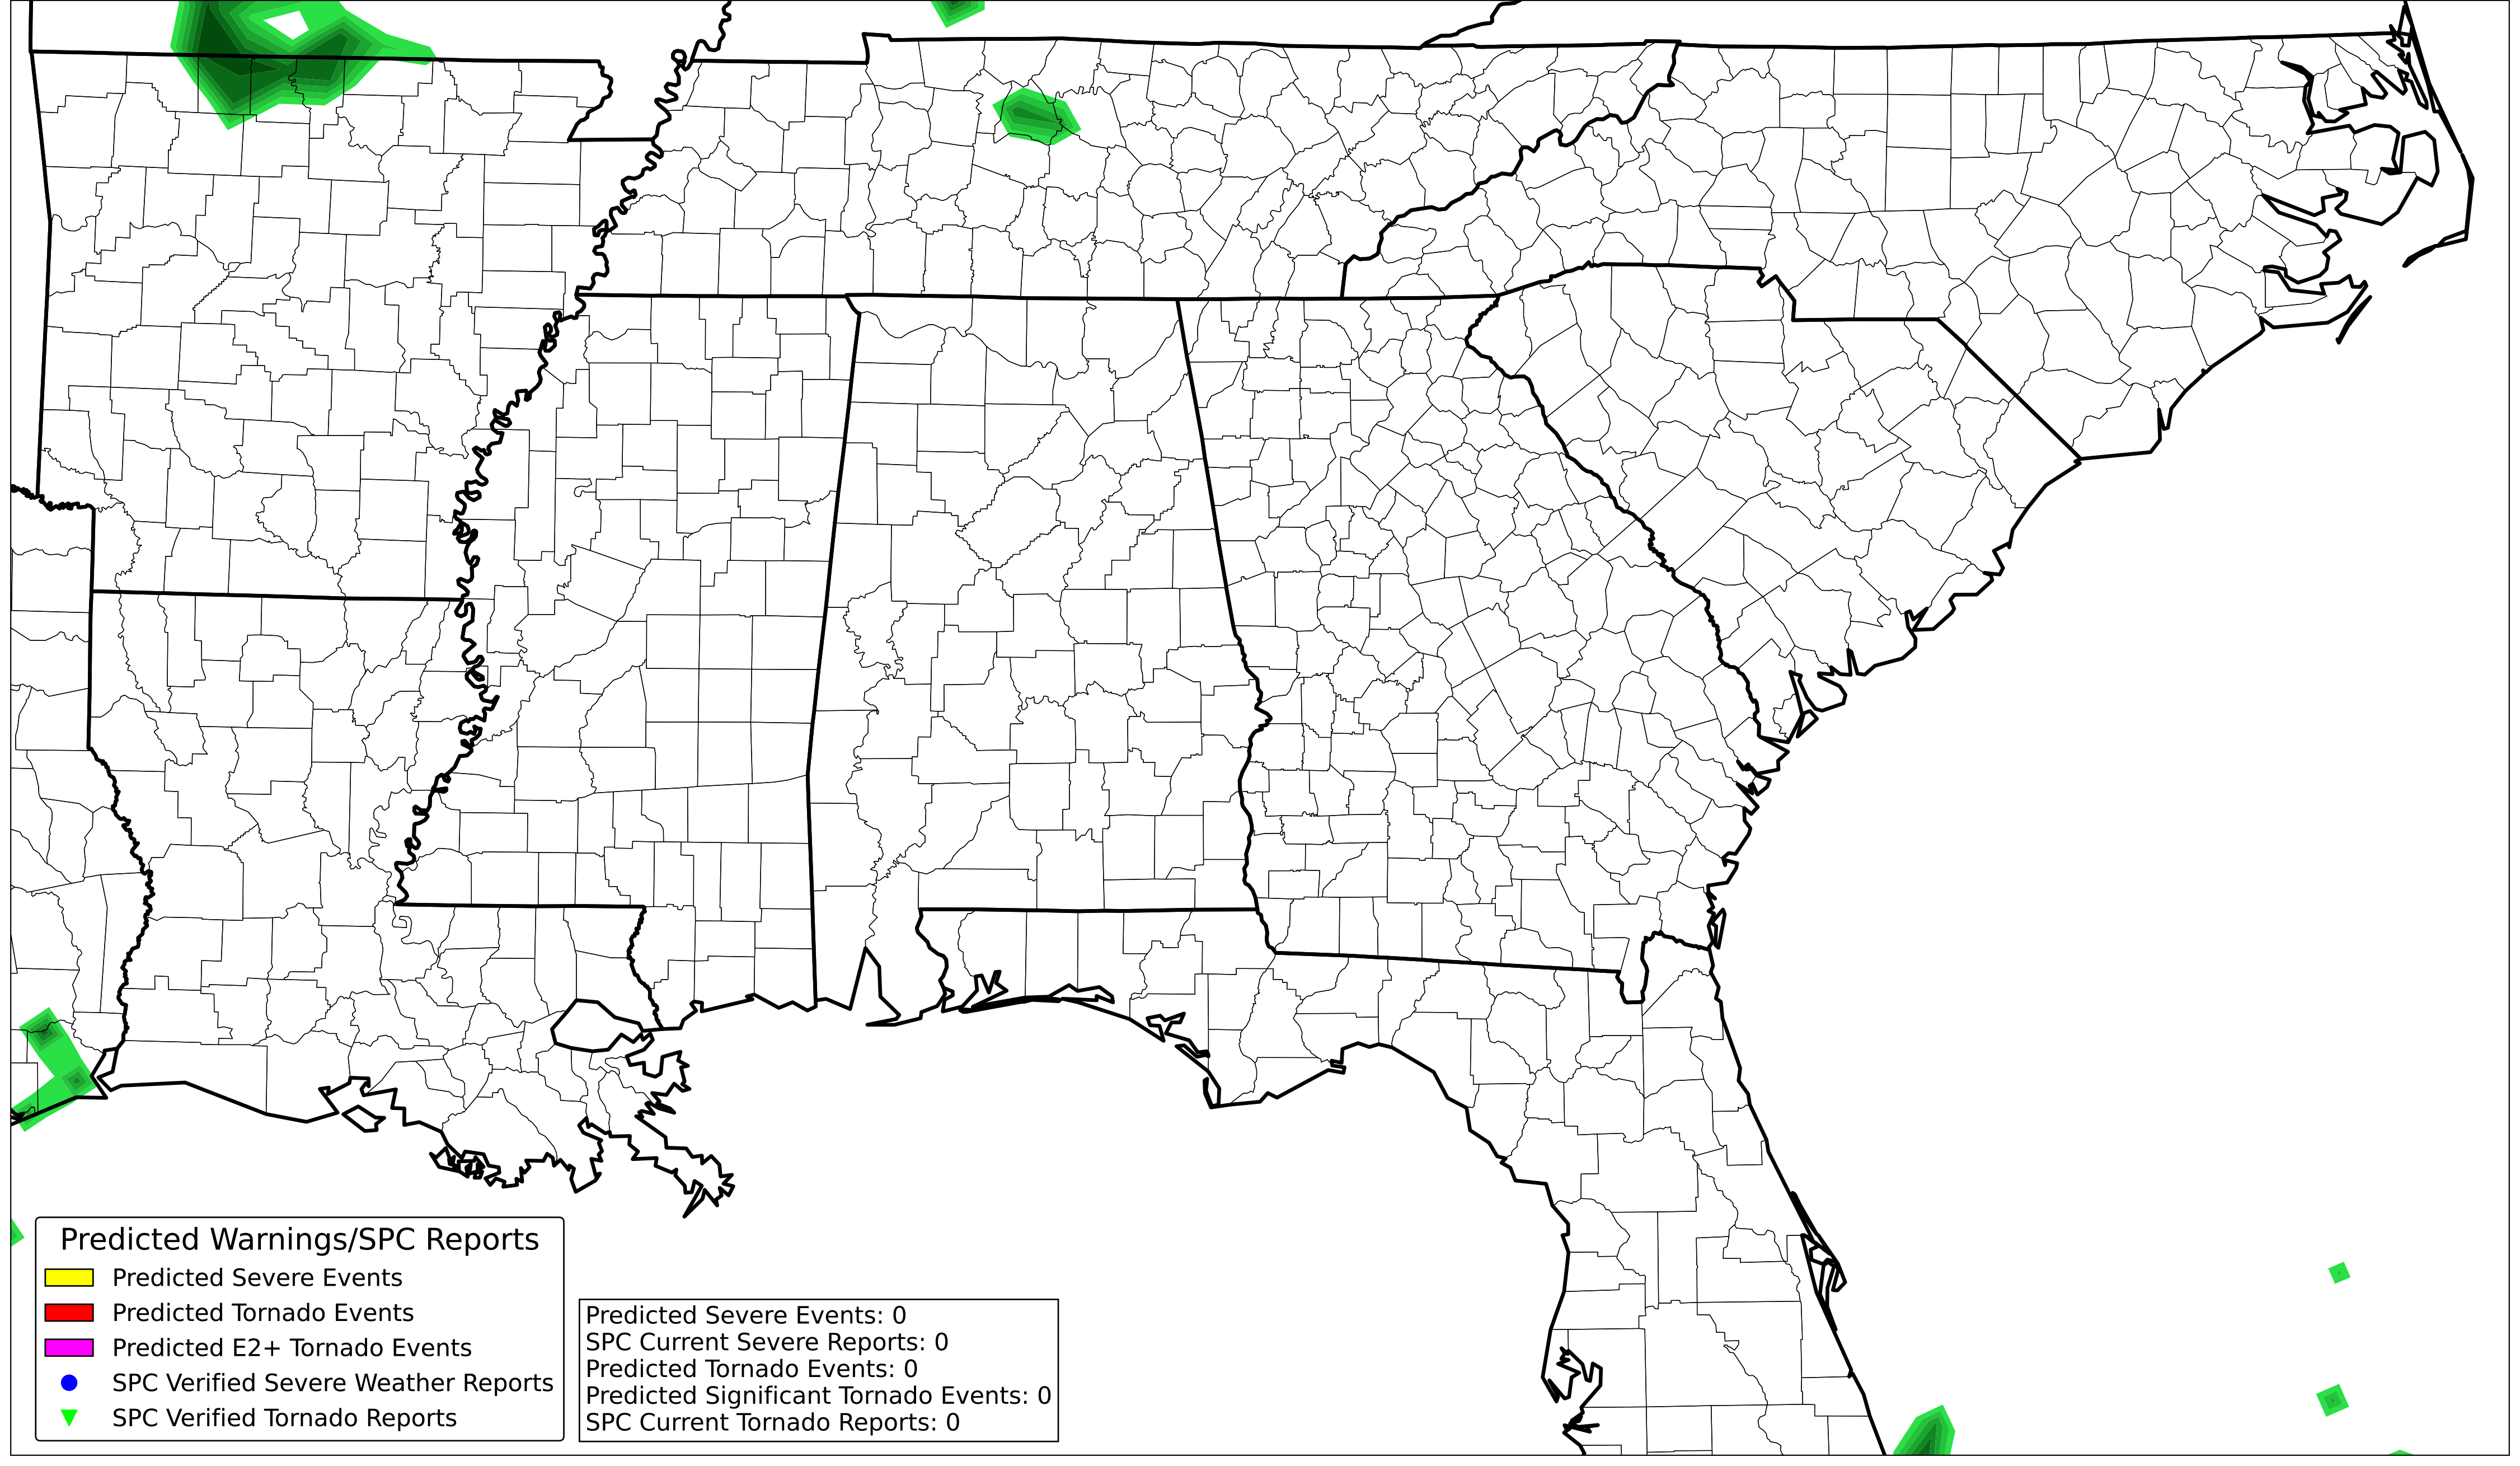 Predicted Warnings/SPC Reports
Predicted Severe Events
Predicted Tornado Events
Predicted E2+ Tornado Events
SPC Verified Severe Weather Reports
SPC Verified Tornado Reports
Predicted Severe Events: 0
SPC Current Severe Reports: 0
Predicted Tornado Events: 0
Predicted Significant Tornado Events: 0
SPC Current Tornado Reports: 0